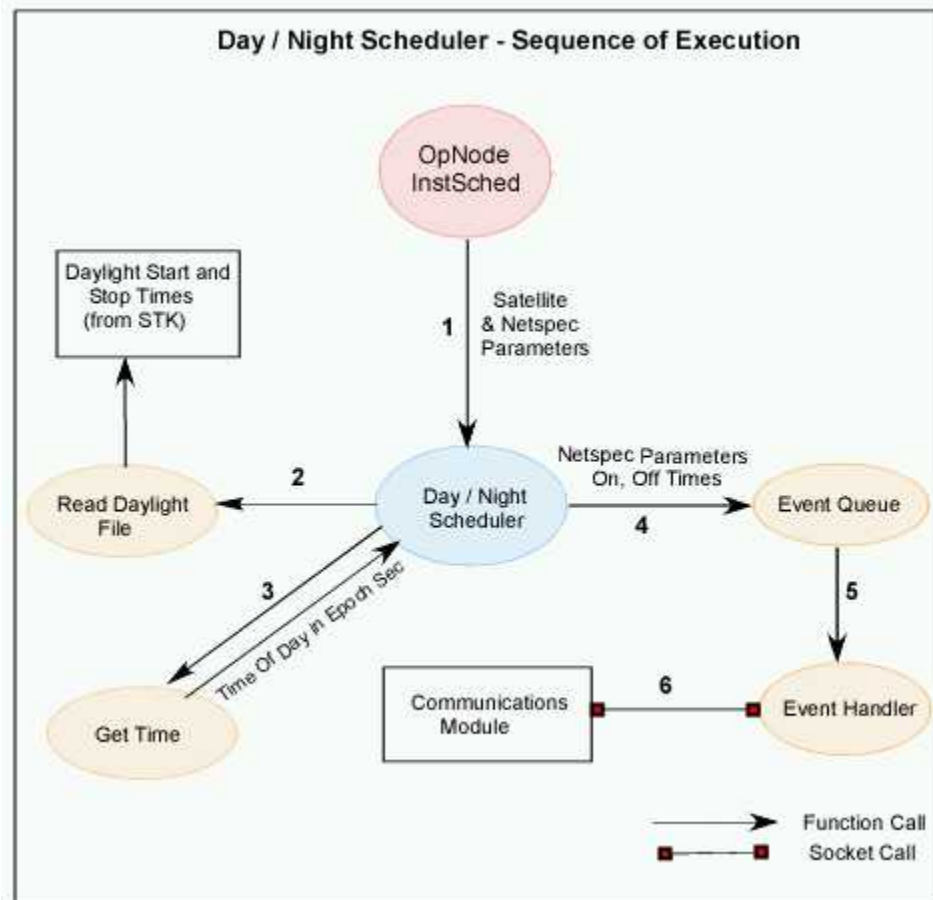 Day / Night Scheduler - Sequence of Execution
OpNode
InstSched
Daylight Start and
Stop Times
(from STK)
1
Satellite
& Netspec
Parameters
2
Read Daylight
File
Day / Night
Scheduler
Netspec Parameters
On, Off Times
4
Event Queue
3
Time Of Day in Epoch Sec
5
Get Time
Communications
Module
6
Event Handler
Function Call
Socket Call